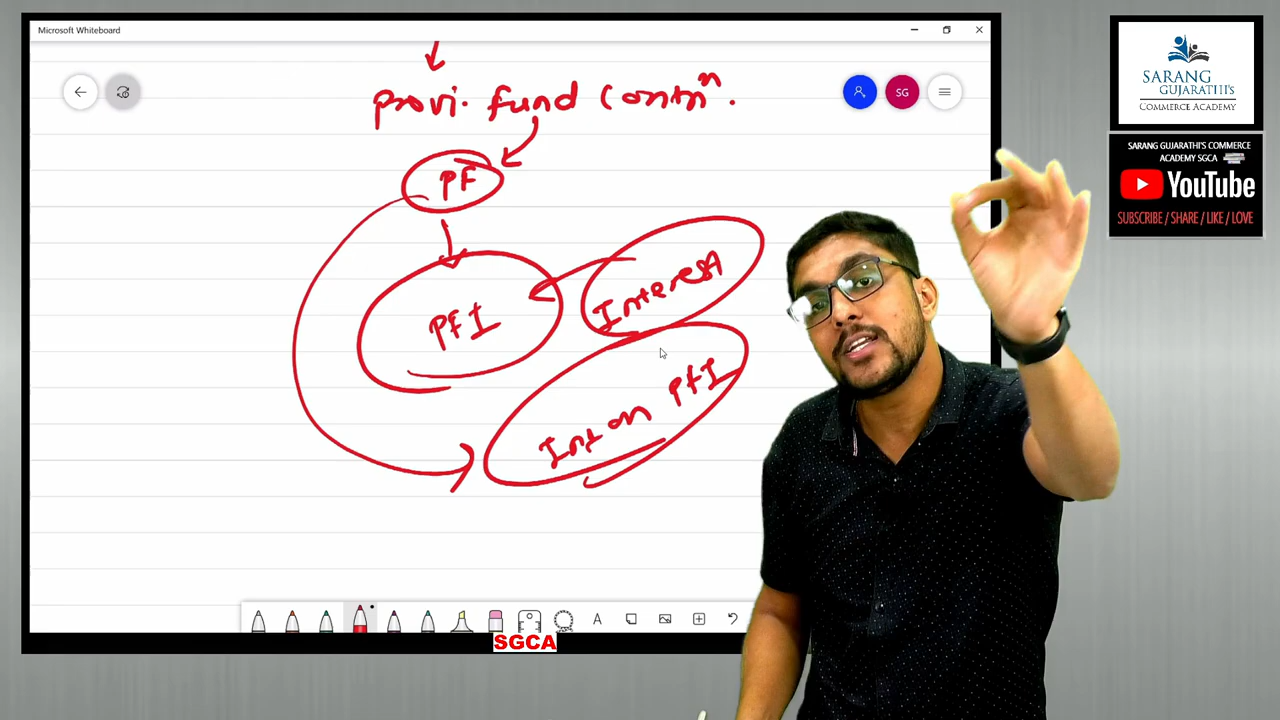 Microsoft Whiteboard
Provi. fund Contrⁿ.
SG
PF
Interest
PFI
Int on PFI
A
SGCA
SARANG
GUJARATHI'S
COMMERCE ACADEMY
SARANG GUJARATHI'S COMMERCE
ACADEMY SGCA
YouTube
SUBSCRIBE / SHARE / LIKE / LOVE